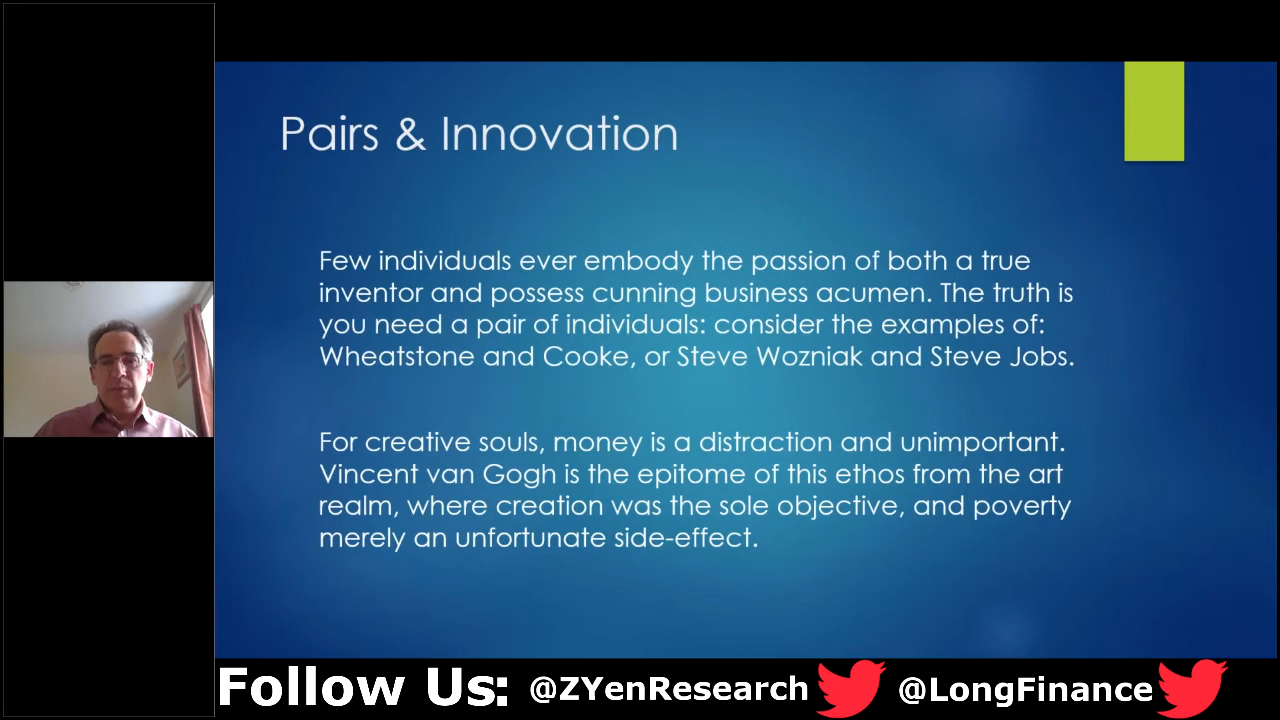 Pairs & Innovation
Few individuals ever embody the passion of both a true
inventor and possess cunning business acumen. The truth is
you need a pair of individuals: consider the examples of:
Wheatstone and Cooke, or Steve Wozniak and Steve Jobs.
For creative souls, money is a distraction and unimportant.
Vincent van Gogh is the epitome of this ethos from the art
realm, where creation was the sole objective, and poverty
merely an unfortunate side-effect.
Follow Us: @ZYenResearch @LongFinance